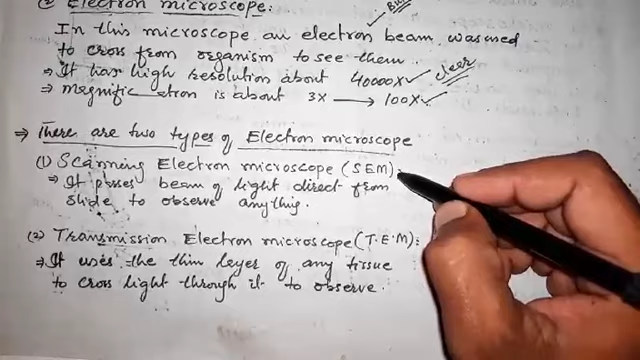 ② Electron microscope:
In this microscope an electron beam was used
to cross from organism to see them.
⇒ It has high resolution about 40000X clear
⇒ magnification is about 3X → 100X
⇒ There are two types of Electron microscope
(1) Scanning Electron microscope (SEM):
⇒ It passes beam of light direct from
slide to observe anything.
(2) Transmission Electron microscope (T.E.M):
⇒ It uses the thin layer of any tissue
to cross light through it to observe.